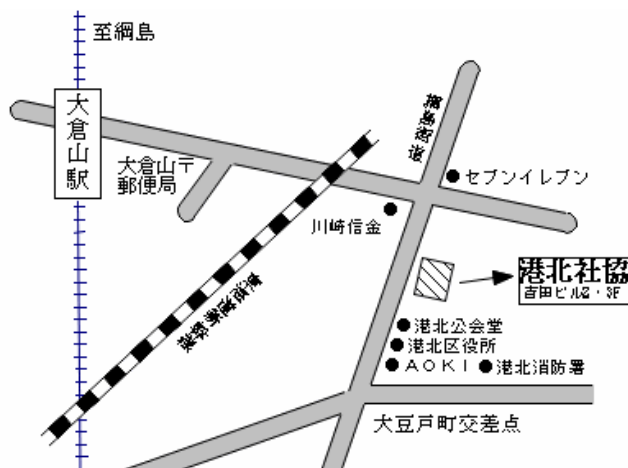 至綱島
大倉山駅
綱島街道
大倉山〒
郵便局
セブンイレブン
川崎信金
港北社協
吉田ビル2・3F
港北公会堂
港北区役所
AOKI
港北消防署
大豆戸町交差点